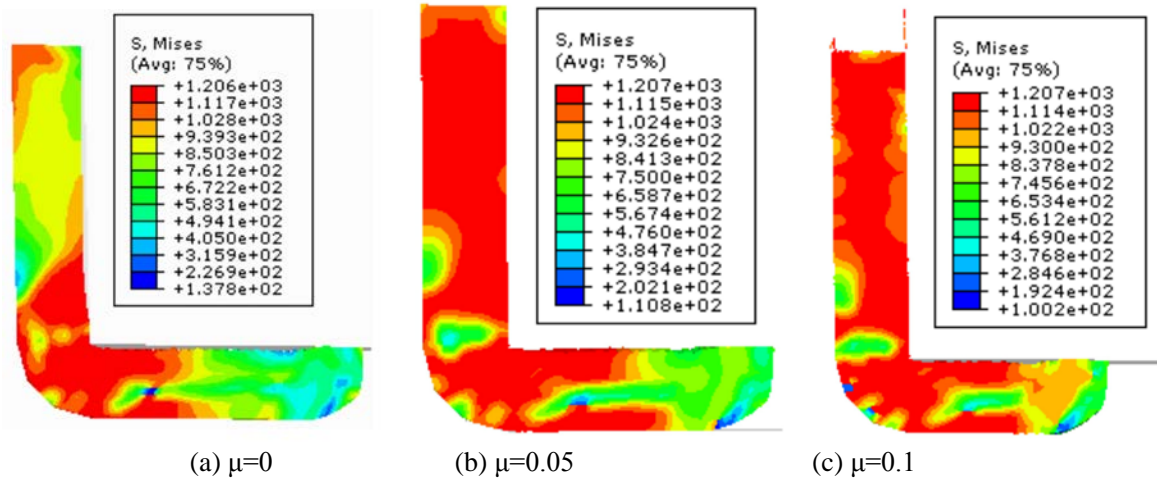 S, Mises
(Avg: 75%)
+1.206e+03
+1.117e+03
+1.028e+03
+9.393e+02
+8.503e+02
+7.612e+02
+6.722e+02
+5.831e+02
+4.941e+02
+4.050e+02
+3.159e+02
+2.269e+02
+1.378e+02
S, Mises
(Avg: 75%)
+1.207e+03
+1.115e+03
+1.024e+03
+9.326e+02
+8.413e+02
+7.500e+02
+6.587e+02
+5.674e+02
+4.760e+02
+3.847e+02
+2.934e+02
+2.021e+02
+1.108e+02
S, Mises
(Avg: 75%)
+1.207e+03
+1.114e+03
+1.022e+03
+9.300e+02
+8.378e+02
+7.456e+02
+6.534e+02
+5.612e+02
+4.690e+02
+3.768e+02
+2.846e+02
+1.924e+02
+1.002e+02
(a) μ=0
(b) μ=0.05
(c) μ=0.1